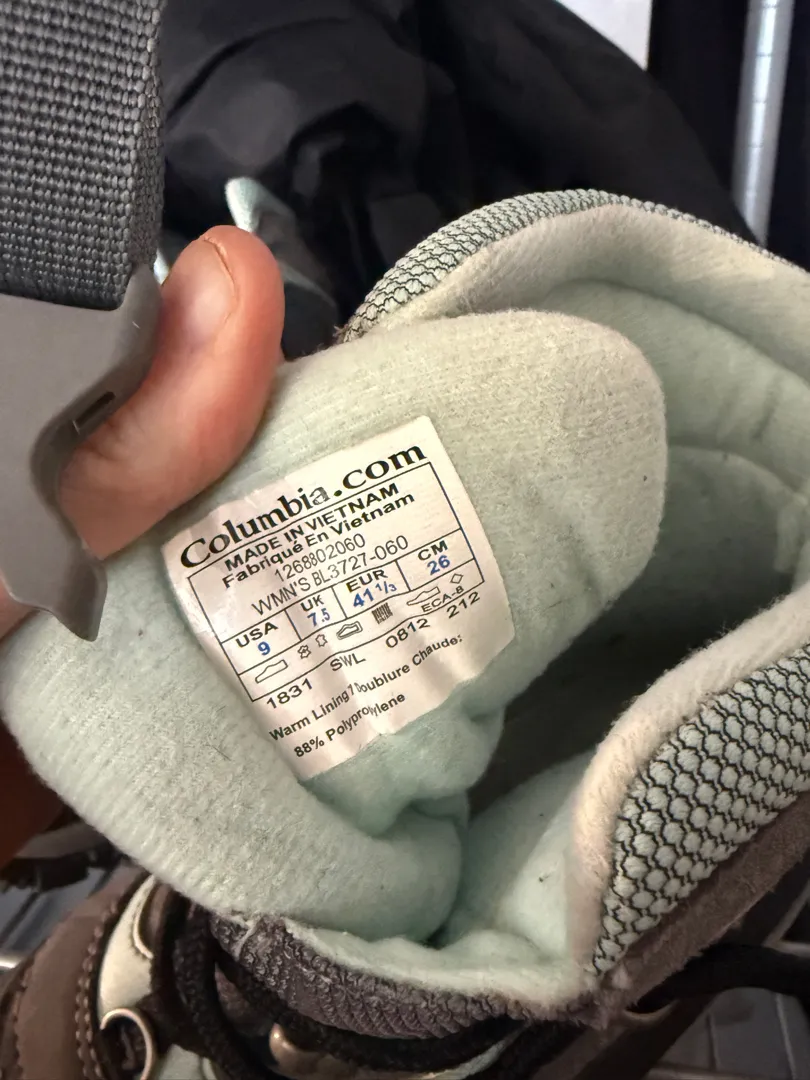 Columbia.com
MADE IN VIETNAM
Fabriqué En Vietnam
1268802060
WMN'S BL3727-060
USA UK EUR CM
9 7.5 41 1/3 26
ECA-8
1831 SWL 0812 212
Warm Lining / Doublure Chaude:
88% Polypropylene